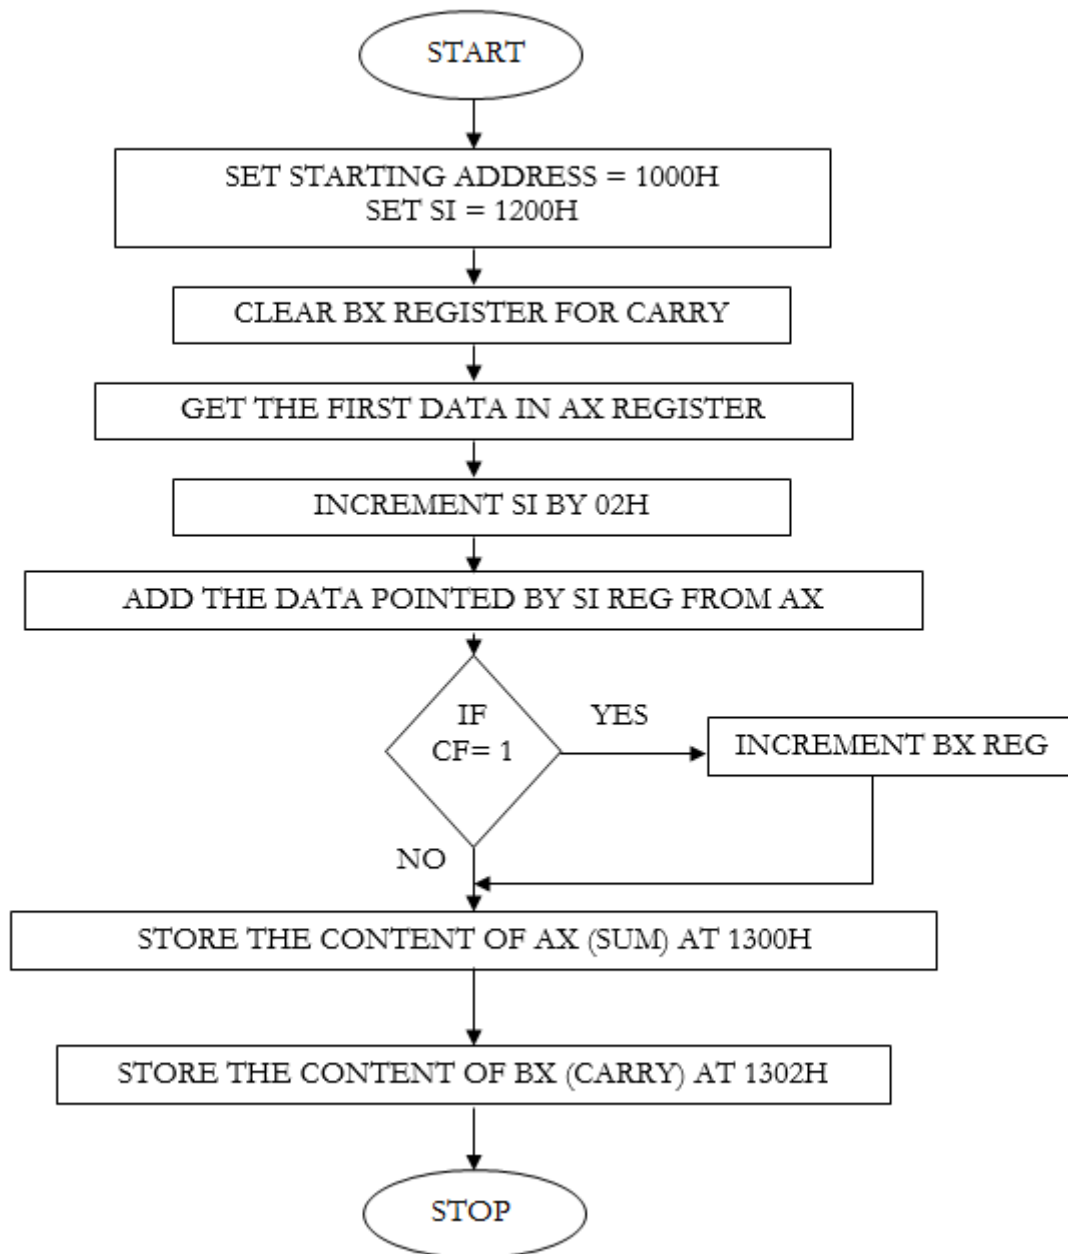 START
SET STARTING ADDRESS = 1000H
SET SI = 1200H
CLEAR BX REGISTER FOR CARRY
GET THE FIRST DATA IN AX REGISTER
INCREMENT SI BY 02H
ADD THE DATA POINTED BY SI REG FROM AX
IF
CF= 1
YES
INCREMENT BX REG
NO
STORE THE CONTENT OF AX (SUM) AT 1300H
STORE THE CONTENT OF BX (CARRY) AT 1302H
STOP